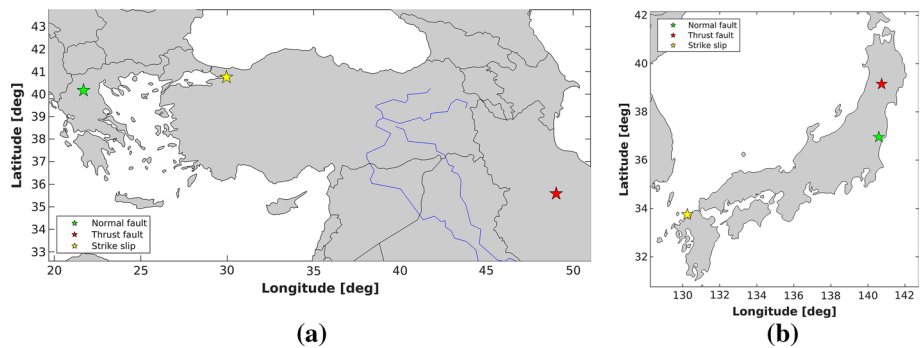 43
42
41
40
39
38
37
36
35
34
33
Latitude [deg]
Normal fault
Thrust fault
Strike slip
20 25 30 35 40 45 50
Longitude [deg]
(a)
42
40
38
36
34
32
Latitude [deg]
Normal fault
Thrust fault
Strike slip
130 132 134 136 138 140 142
Longitude [deg]
(b)